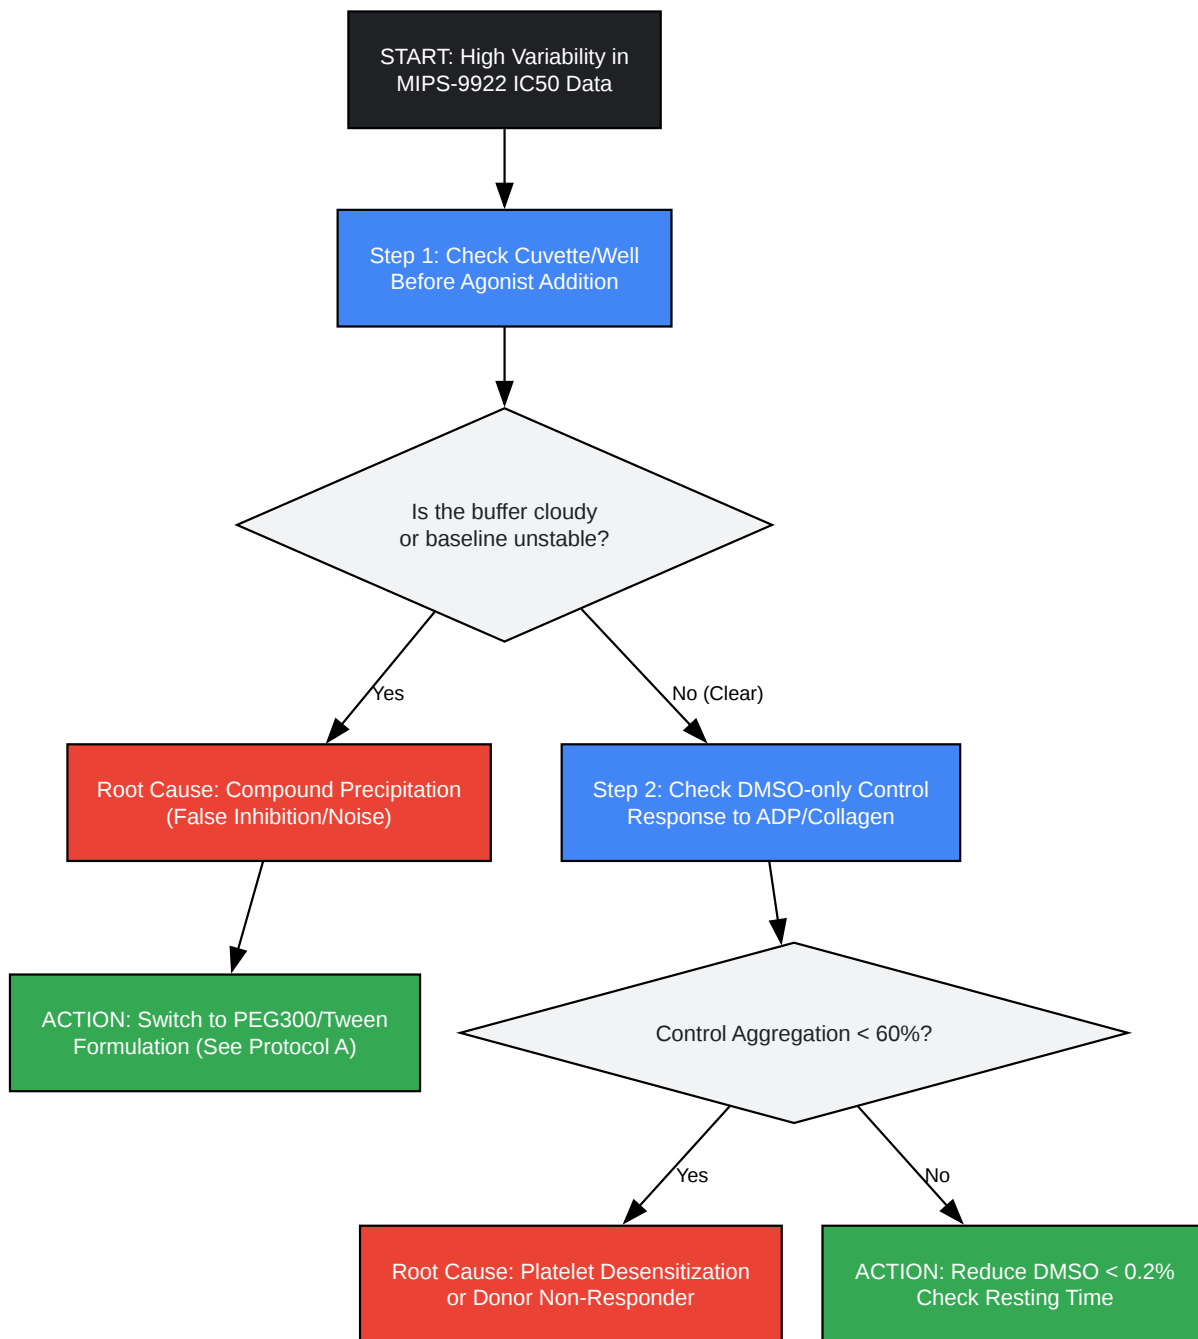 START: High Variability in
MIPS-9922 IC50 Data
Step 1: Check Cuvette/Well
Before Agonist Addition
Is the buffer cloudy
or baseline unstable?
Yes
No (Clear)
Root Cause: Compound Precipitation
(False Inhibition/Noise)
Step 2: Check DMSO-only Control
Response to ADP/Collagen
ACTION: Switch to PEG300/Tween
Formulation (See Protocol A)
Control Aggregation < 60%?
Yes
No
Root Cause: Platelet Desensitization
or Donor Non-Responder
ACTION: Reduce DMSO < 0.2%
Check Resting Time